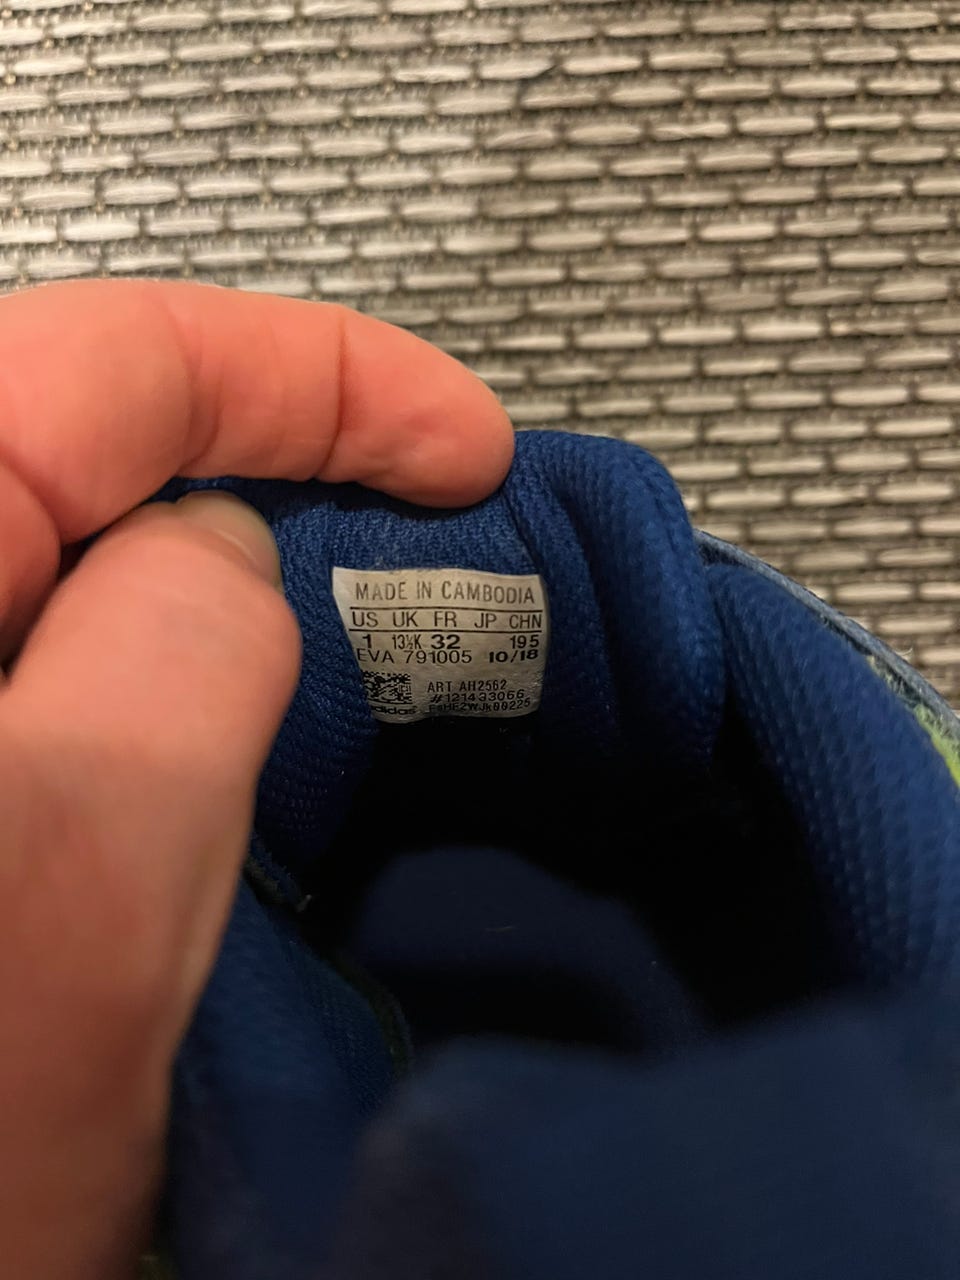 MADE IN CAMBODIA
US UK FR JP CHN
1 13½K 32 195
EVA 791005 10/18
ART AH2562
#121433066
adidas